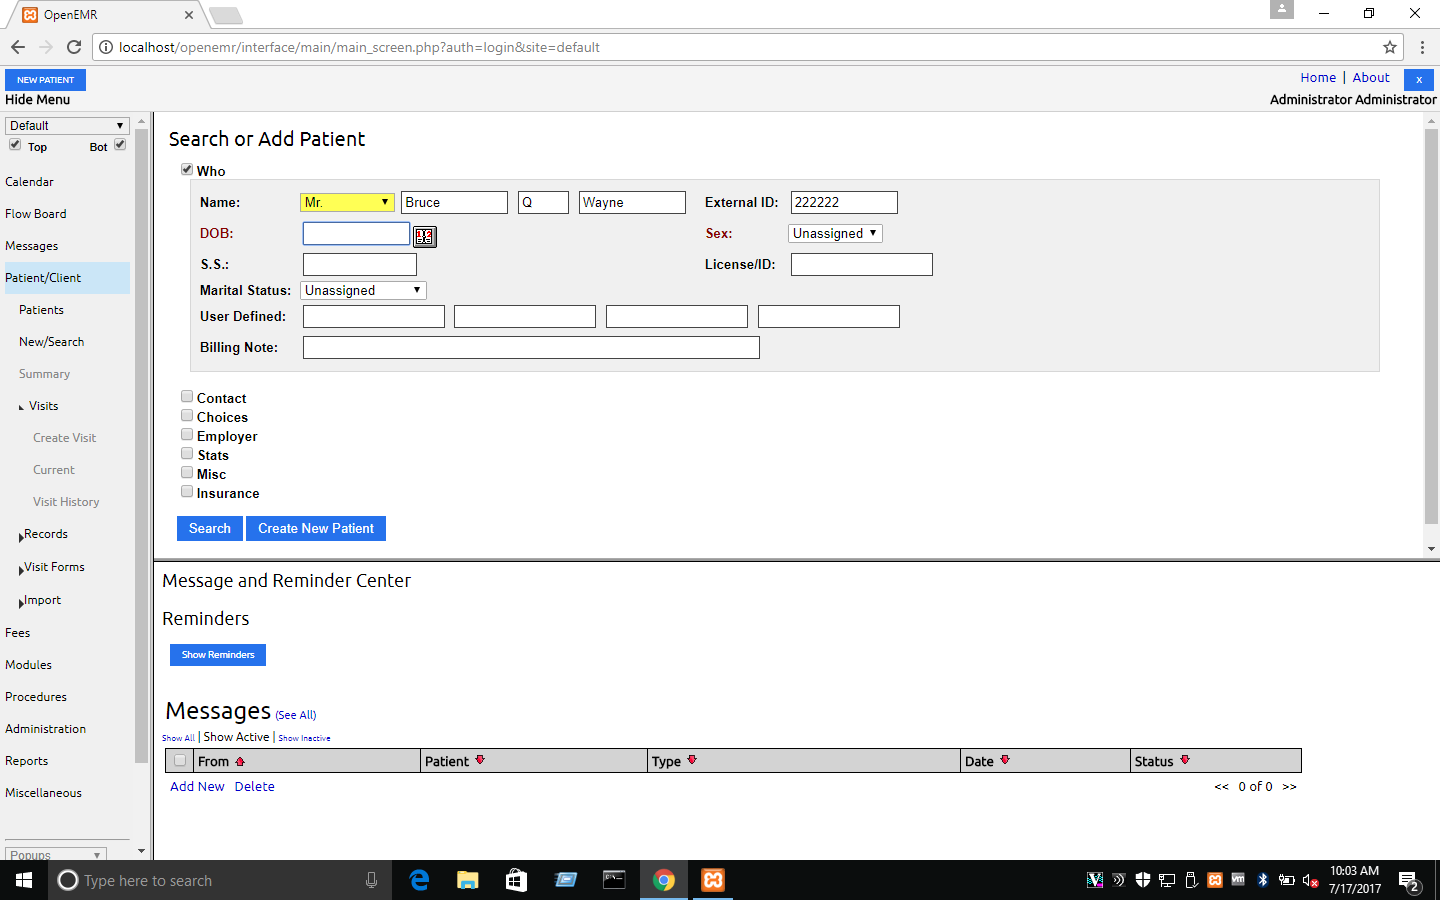 OpenEMR
localhost/openemr/interface/main/main_screen.php?auth=login&site=default
NEW PATIENT
Home | About
x
Hide Menu
Administrator Administrator
Default
Top Bot
Calendar
Flow Board
Messages
Patient/Client
Patients
New/Search
Summary
Visits
Create Visit
Current
Visit History
Records
Visit Forms
Import
Fees
Modules
Procedures
Administration
Reports
Miscellaneous
Popups
Search or Add Patient
Who
Name: Mr. Bruce Q Wayne External ID: 222222
DOB: Sex: Unassigned
S.S.: License/ID:
Marital Status: Unassigned
User Defined:
Billing Note:
Contact
Choices
Employer
Stats
Misc
Insurance
Search Create New Patient
Message and Reminder Center
Reminders
Show Reminders
Messages (See All)
Show All | Show Active | Show Inactive
From Patient Type Date Status
Add New Delete << 0 of 0 >>
Type here to search
10:03 AM
7/17/2017
2